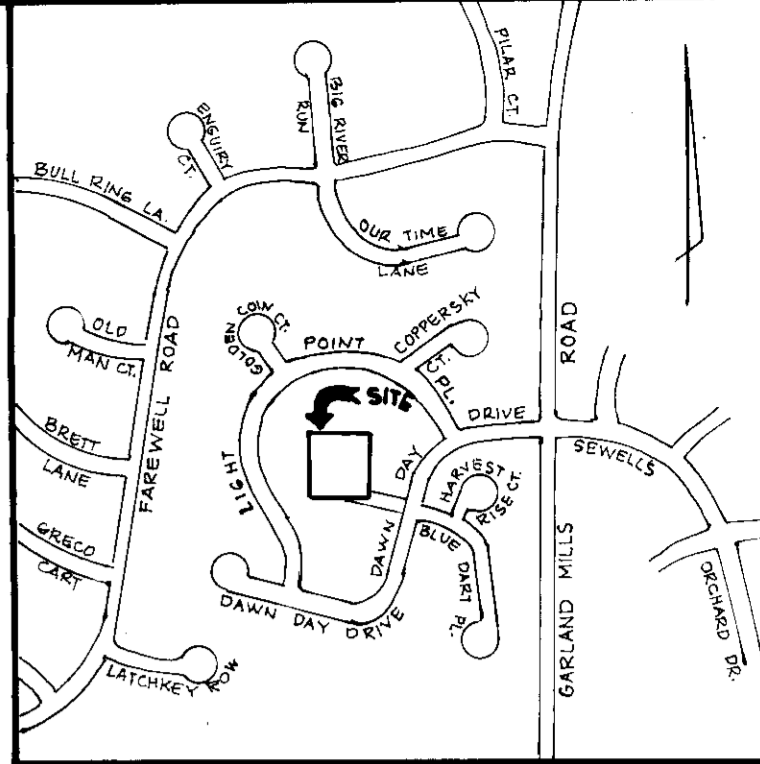 PILAR CT.
BIG RIVER
RUN
ENGUIRY
CT.
BULL RING LA.
OUR TIME
LANE
OLD
MAN CT.
FAREWELL ROAD
GOLDEN COIN CT.
POINT
COPPERSKY
CT.
PL.
ROAD
SITE
DRIVE
BRETT
LANE
LIGHT
DAY
HARVEST
RISE CT.
SEWELLS
GRECO
CART
DAWN
BLUE
DART
PL.
DAWN DAY DRIVE
GARLAND MILLS
ORCHARD DR.
LATCHKEY ROW